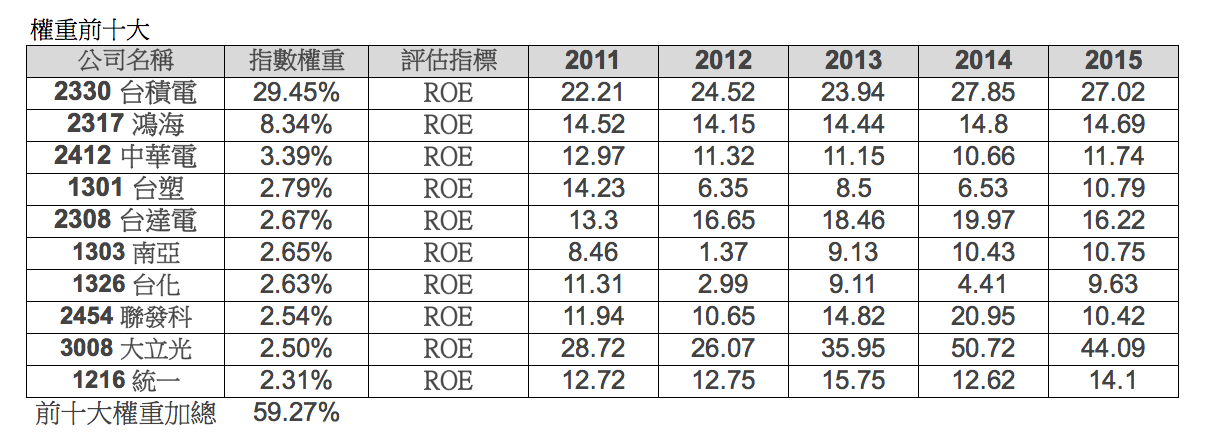 權重前十大
公司名稱 指數權重 評估指標 2011 2012 2013 2014 2015
2330 台積電 29.45% ROE 22.21 24.52 23.94 27.85 27.02
2317 鴻海 8.34% ROE 14.52 14.15 14.44 14.8 14.69
2412 中華電 3.39% ROE 12.97 11.32 11.15 10.66 11.74
1301 台塑 2.79% ROE 14.23 6.35 8.5 6.53 10.79
2308 台達電 2.67% ROE 13.3 16.65 18.46 19.97 16.22
1303 南亞 2.65% ROE 8.46 1.37 9.13 10.43 10.75
1326 台化 2.63% ROE 11.31 2.99 9.11 4.41 9.63
2454 聯發科 2.54% ROE 11.94 10.65 14.82 20.95 10.42
3008 大立光 2.50% ROE 28.72 26.07 35.95 50.72 44.09
1216 統一 2.31% ROE 12.72 12.75 15.75 12.62 14.1
前十大權重加總 59.27%